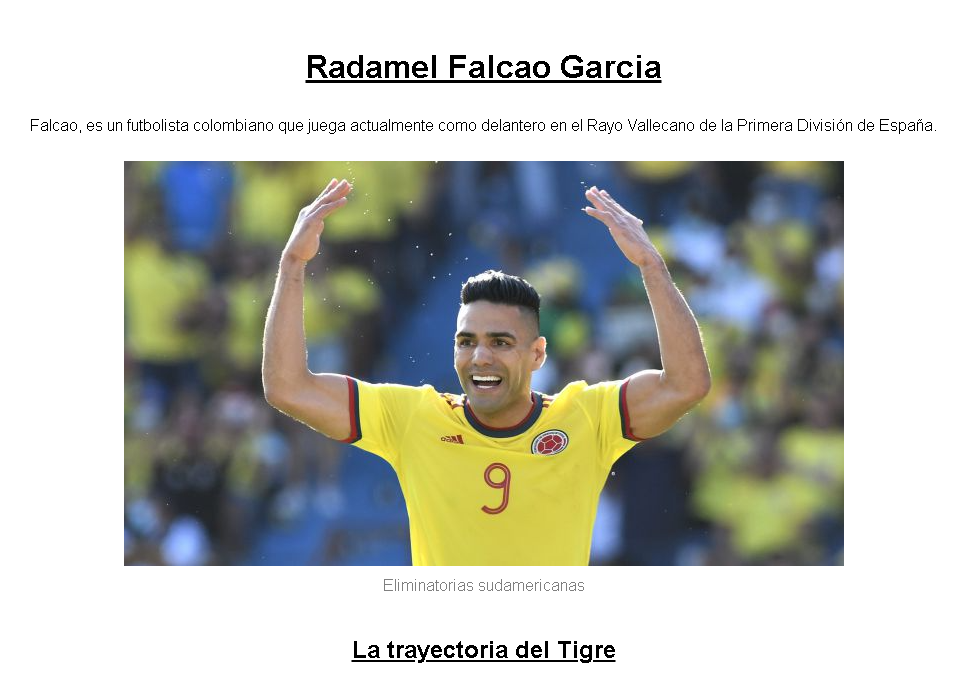 Radamel Falcao Garcia
Falcao, es un futbolista colombiano que juega actualmente como delantero en el Rayo Vallecano de la Primera División de España.
9
Eliminatorias sudamericanas
La trayectoria del Tigre